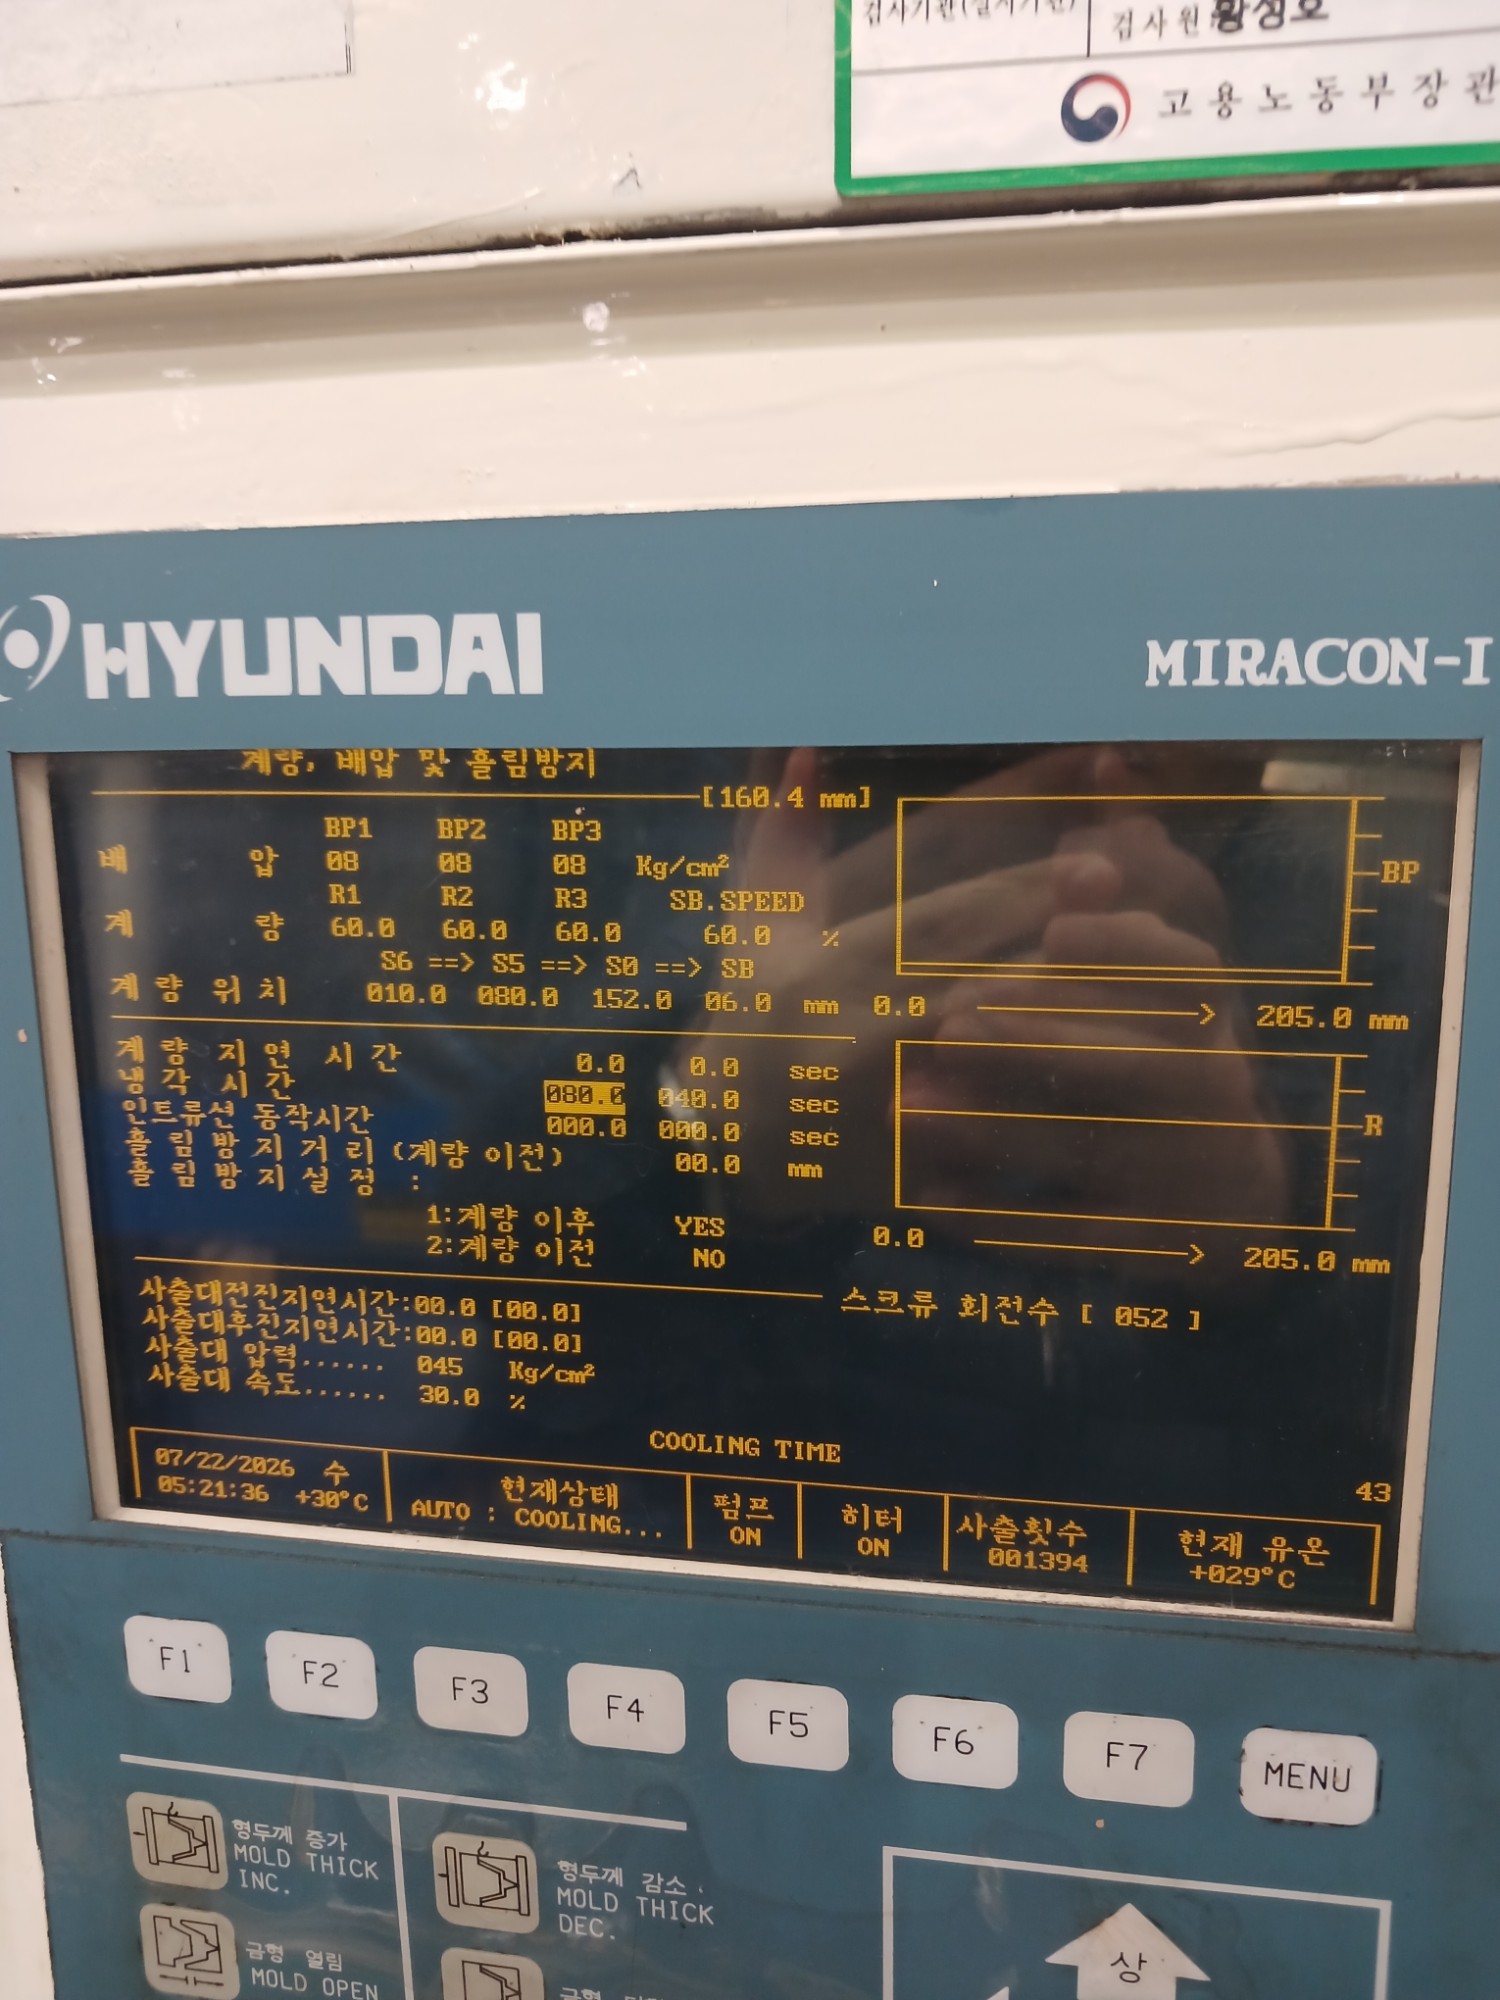 검사원 황성호
고용노동부장관
HYUNDAI
MIRACON-I
계량, 배압 및 흘림방지
[160.4 mm]
BP1 BP2 BP3
배 압 08 08 08 Kg/cm²
BP
R1 R2 R3 SB.SPEED
계 량 60.0 60.0 60.0 60.0 %
S6 ==> S5 ==> S0 ==> SB
계 량 위 치 010.0 080.0 152.0 06.0 mm
0.0 205.0 mm
계 량 지 연 시 간 0.0 0.0 sec
냉 각 시 간 080.0 040.0 sec
인트류션 동작시간 000.0 000.0 sec
R
흘 림 방 지 거 리 (계량 이전) 00.0 mm
흘 림 방 지 설 정 :
1:계량 이후 YES
2:계량 이전 NO
0.0 205.0 mm
사출대전진지연시간:00.0 [00.0]
스크류 회전수 [ 052 ]
사출대후진지연시간:00.0 [00.0]
사출대 압력...... 045 Kg/cm²
사출대 속도...... 30.0 %
COOLING TIME
43
07/22/2026 수
05:21:36 +30°C
현재상태
AUTO : COOLING...
펌프
ON
히터
ON
사출횟수
001394
현재 유온
+029°C
F1 F2 F3 F4 F5 F6 F7 MENU
형두께 증가
MOLD THICK
INC.
형두께 감소
MOLD THICK
DEC.
금형 열림
MOLD OPEN
금형
상